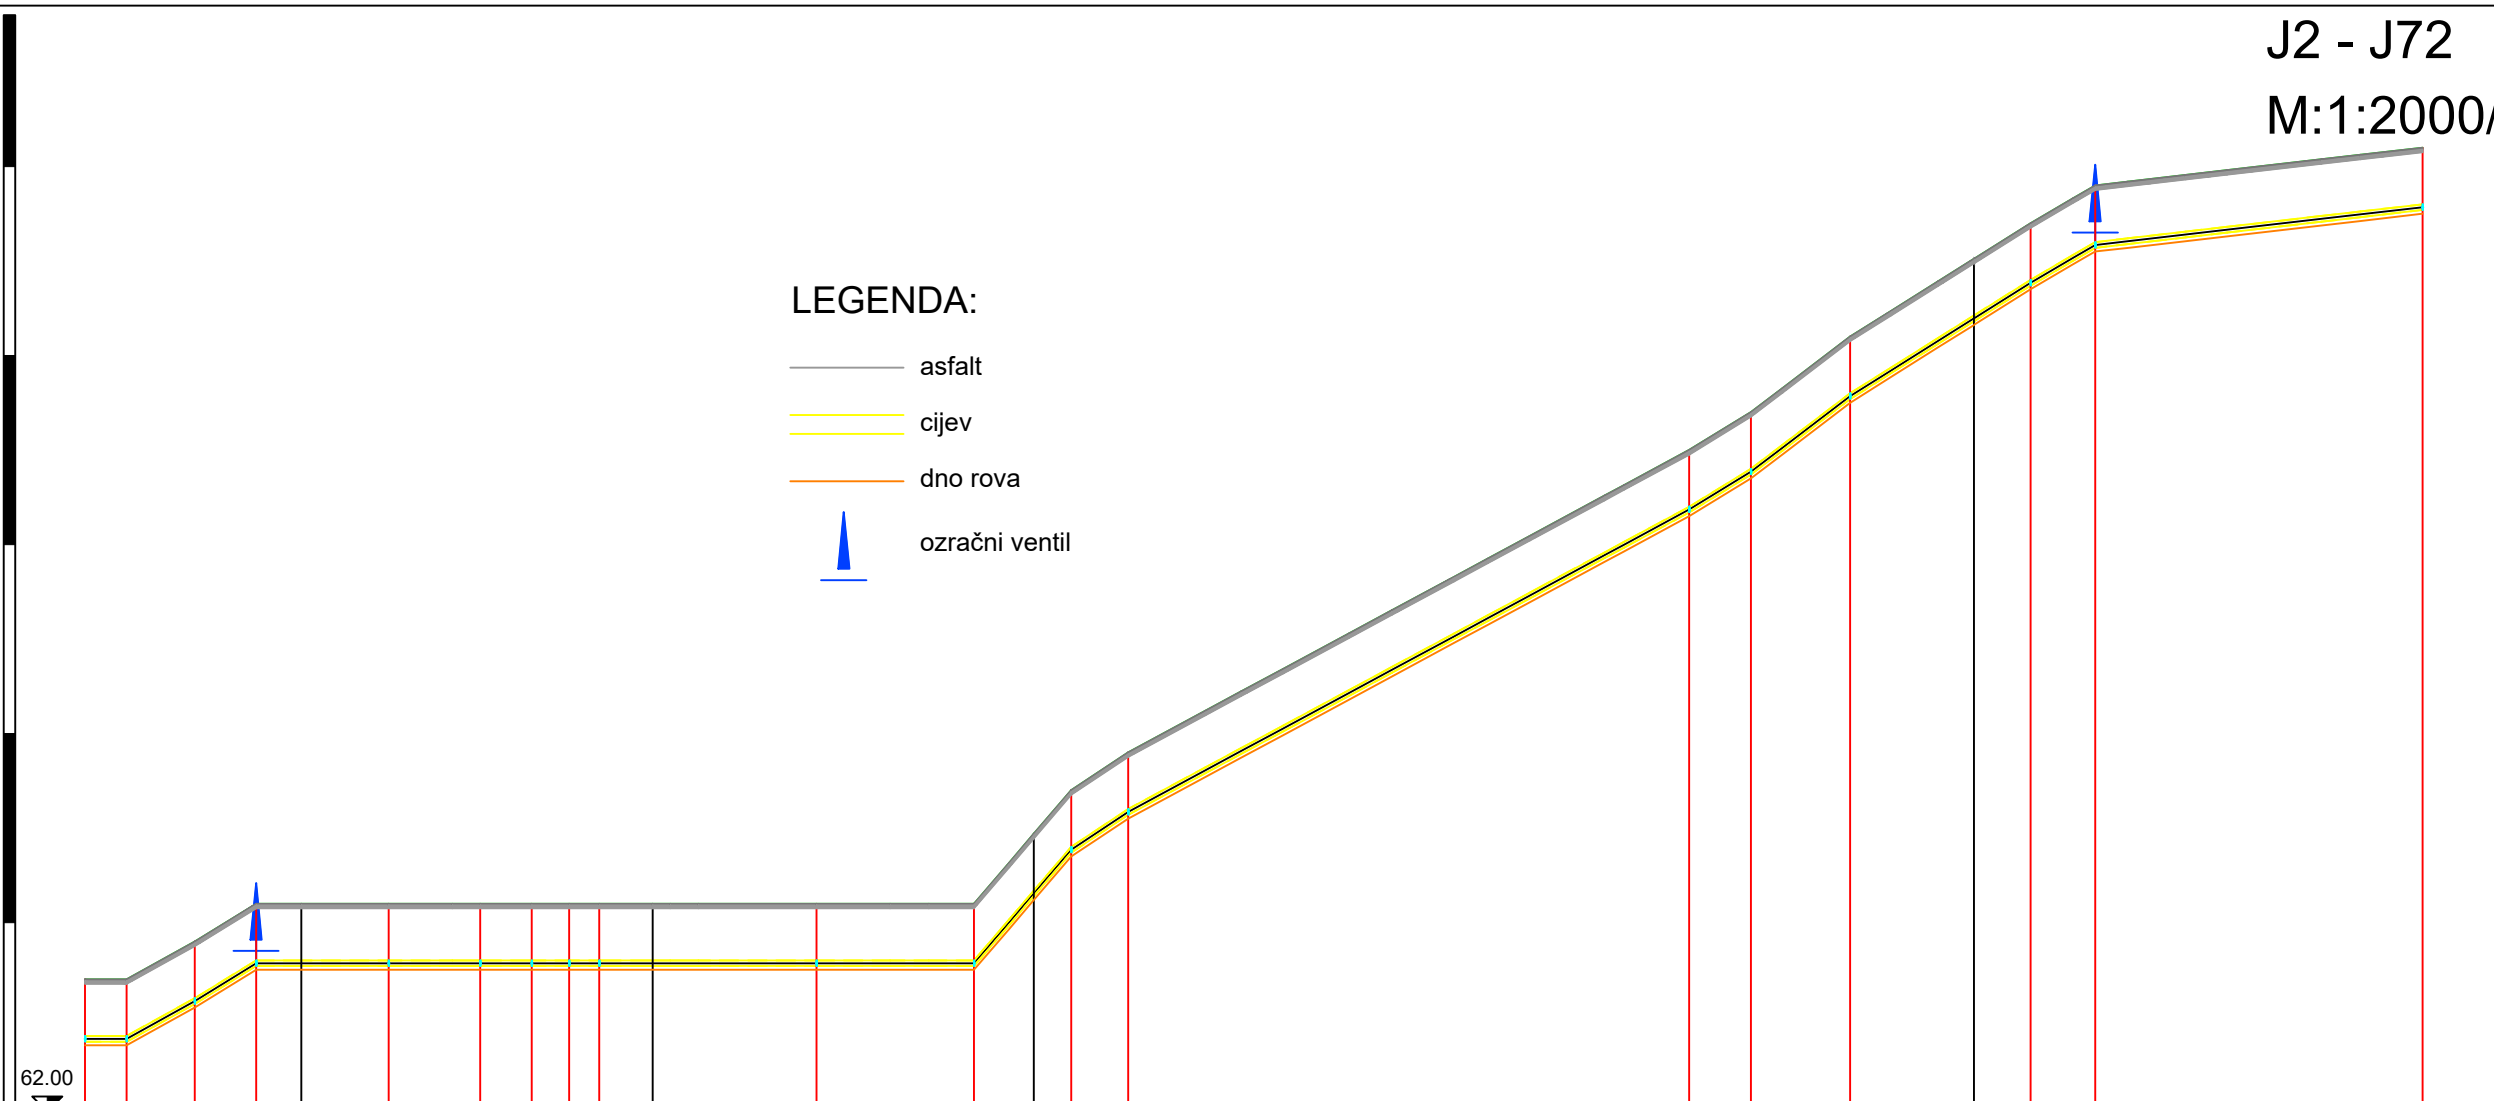 J2 - J72
M:1:2000/
LEGENDA:
asfalt
cijev
dno rova
ozračni ventil
62.00